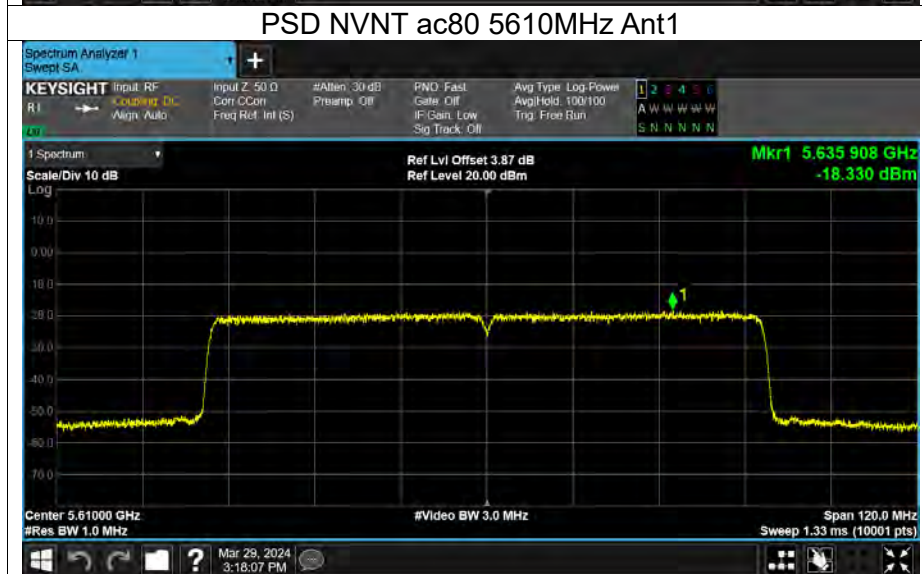 PSD NVNT ac80 5610MHz Ant1
Spectrum Analyzer 1
Swept SA
+
KEYSIGHT Input: RF
R L
Coupling: DC
Align: Auto
Input Z: 50 Ω
Corr CCorr
Freq Ref: Int (S)
#Atten: 30 dB
Preamp: Off
PNO: Fast
Gate: Off
IF Gain: Low
Sig Track: Off
Avg Type: Log-Power
Avg|Hold: 100/100
Trig: Free Run
1 2 3 4 5 6
A W W W W W
S N N N N N
1 Spectrum
Scale/Div 10 dB
Log
Ref Lvl Offset 3.87 dB
Ref Level 20.00 dBm
Mkr1 5.635 908 GHz
-18.330 dBm
10.0
0.00
-10.0
-20.0
-30.0
-40.0
-50.0
-60.0
-70.0
1
Center 5.61000 GHz
#Res BW 1.0 MHz
#Video BW 3.0 MHz
Span 120.0 MHz
Sweep 1.33 ms (10001 pts)
?
Mar 29, 2024
3:18:07 PM